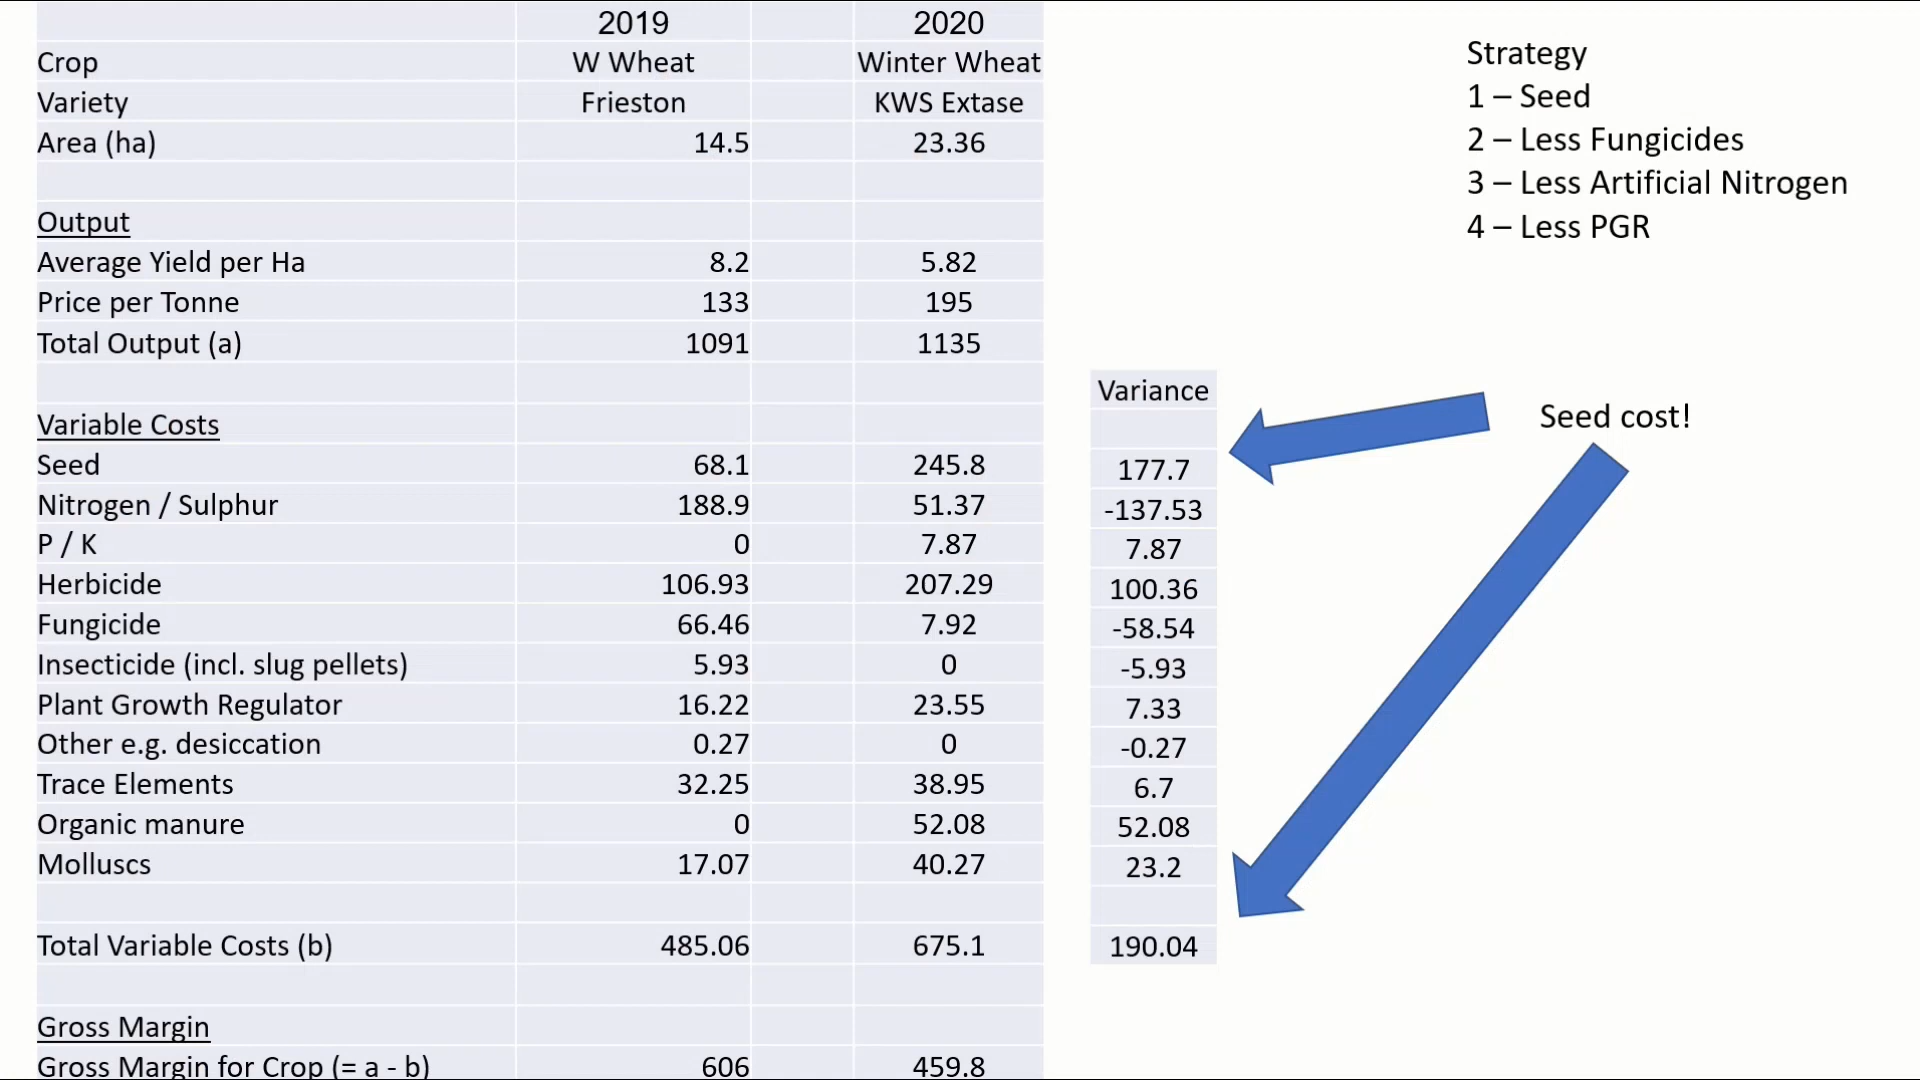 2019 2020
Crop W Wheat Winter Wheat
Variety Frieston KWS Extase
Area (ha) 14.5 23.36
Output
Average Yield per Ha 8.2 5.82
Price per Tonne 133 195
Total Output (a) 1091 1135
Variable Costs
Seed 68.1 245.8
Nitrogen / Sulphur 188.9 51.37
P / K 0 7.87
Herbicide 106.93 207.29
Fungicide 66.46 7.92
Insecticide (incl. slug pellets) 5.93 0
Plant Growth Regulator 16.22 23.55
Other e.g. desiccation 0.27 0
Trace Elements 32.25 38.95
Organic manure 0 52.08
Molluscs 17.07 40.27
Total Variable Costs (b) 485.06 675.1
Gross Margin
Gross Margin for Crop (= a - b) 606 459.8
Variance
177.7
-137.53
7.87
100.36
-58.54
-5.93
7.33
-0.27
6.7
52.08
23.2
190.04
Strategy
1 – Seed
2 – Less Fungicides
3 – Less Artificial Nitrogen
4 – Less PGR
Seed cost!